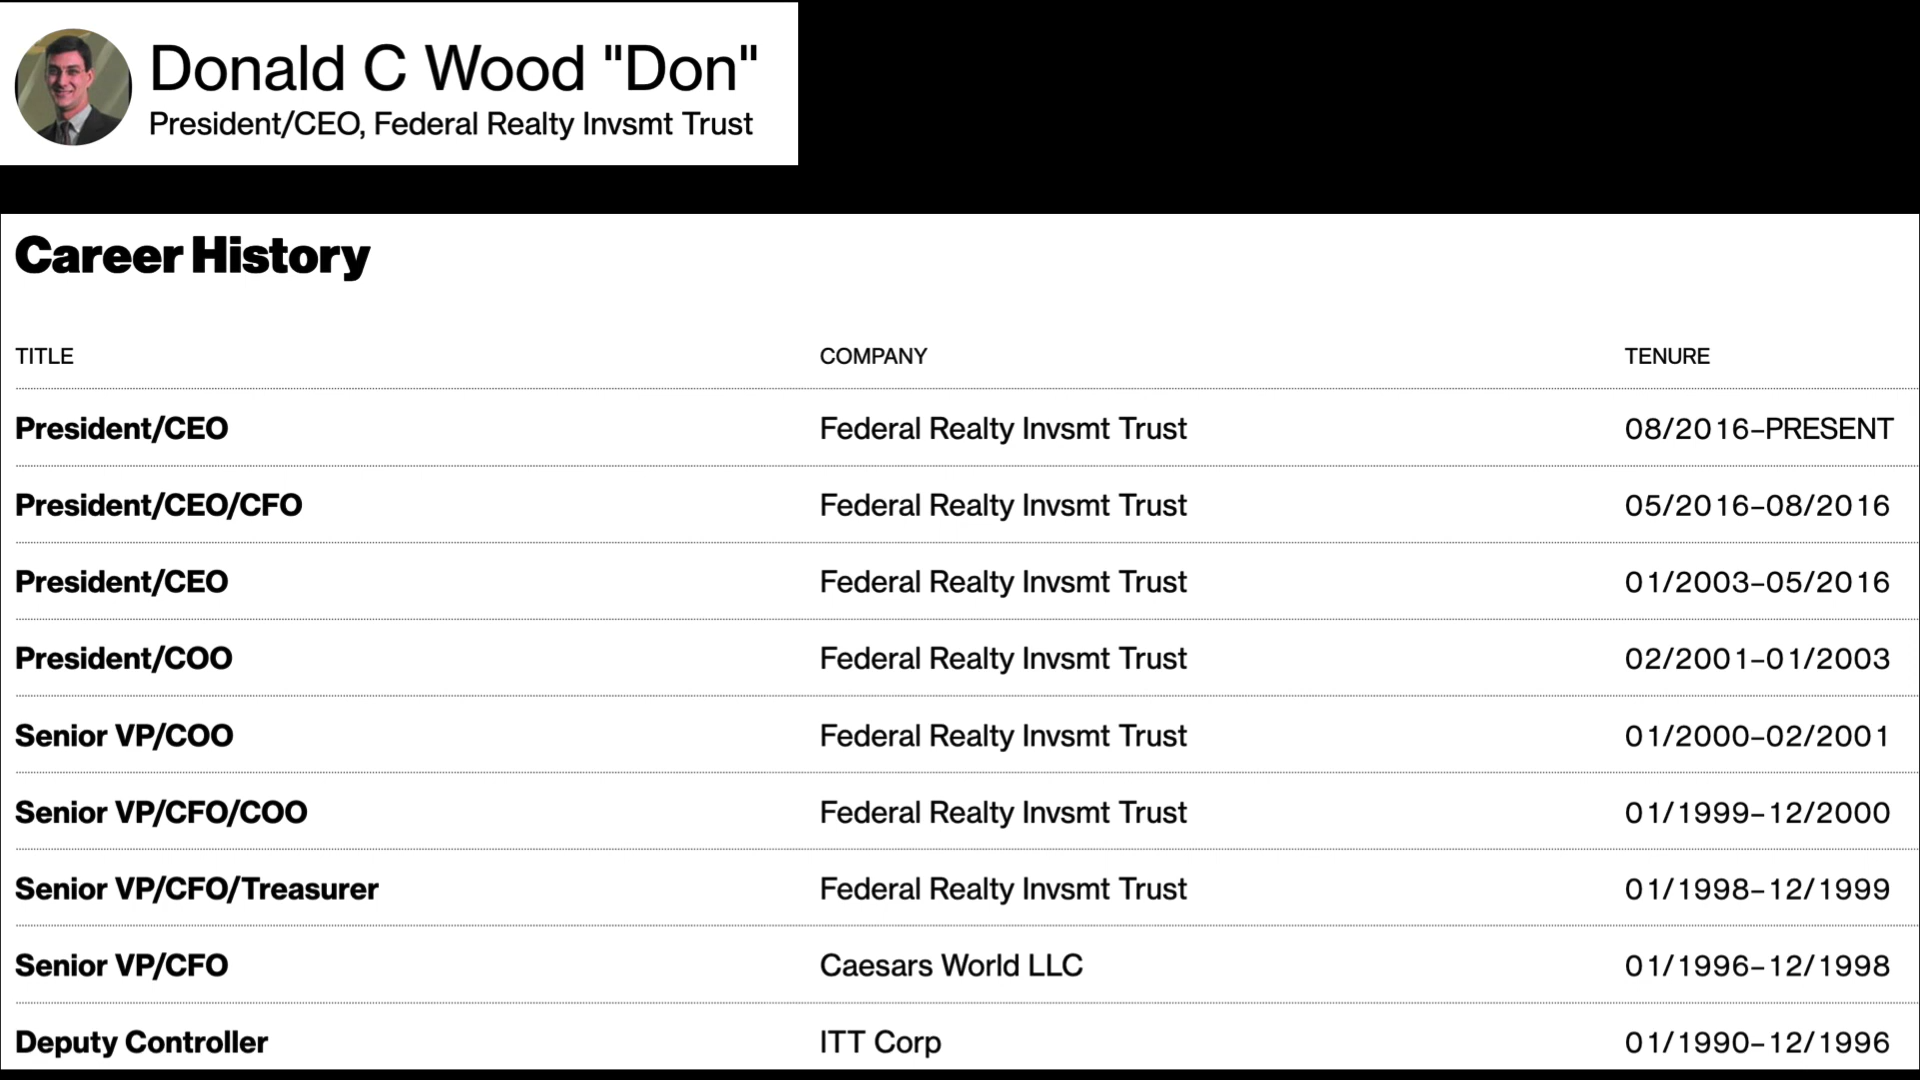 Donald C Wood "Don"
President/CEO, Federal Realty Invsmt Trust
Career History
TITLE COMPANY TENURE
President/CEO Federal Realty Invsmt Trust 08/2016–PRESENT
President/CEO/CFO Federal Realty Invsmt Trust 05/2016–08/2016
President/CEO Federal Realty Invsmt Trust 01/2003–05/2016
President/COO Federal Realty Invsmt Trust 02/2001–01/2003
Senior VP/COO Federal Realty Invsmt Trust 01/2000–02/2001
Senior VP/CFO/COO Federal Realty Invsmt Trust 01/1999–12/2000
Senior VP/CFO/Treasurer Federal Realty Invsmt Trust 01/1998–12/1999
Senior VP/CFO Caesars World LLC 01/1996–12/1998
Deputy Controller ITT Corp 01/1990–12/1996